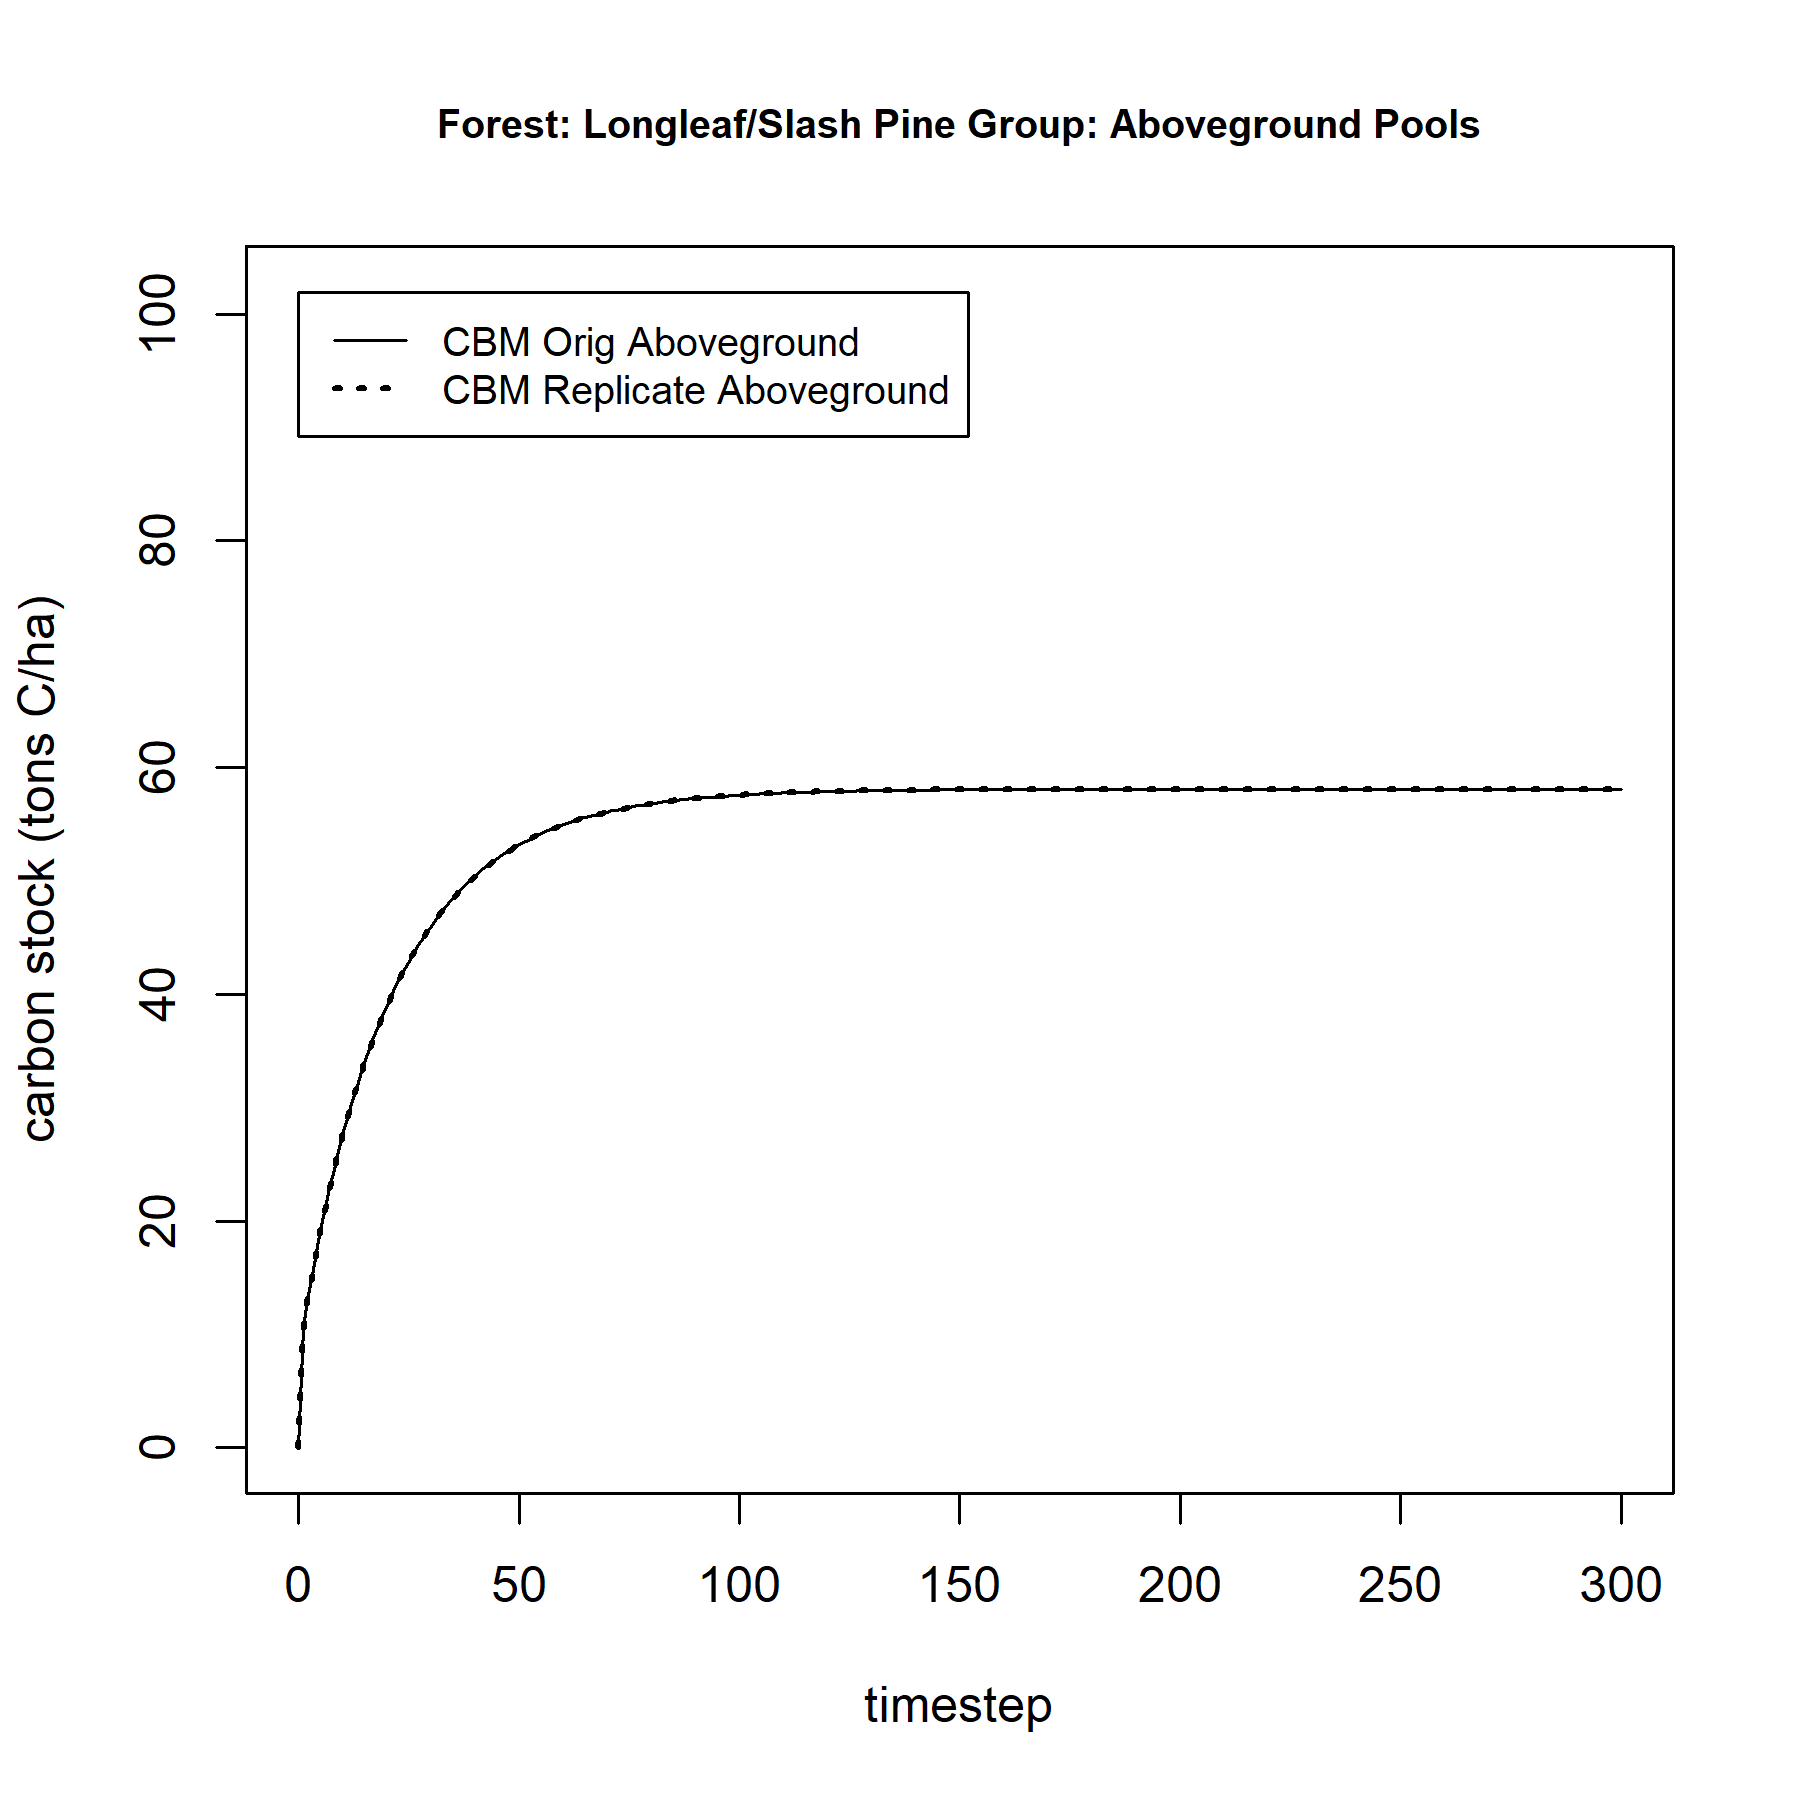 Forest: Longleaf/Slash Pine Group: Aboveground Pools
CBM Orig Aboveground
CBM Replicate Aboveground
carbon stock (tons C/ha)
100
80
60
40
20
0
0 50 100 150 200 250 300
timestep